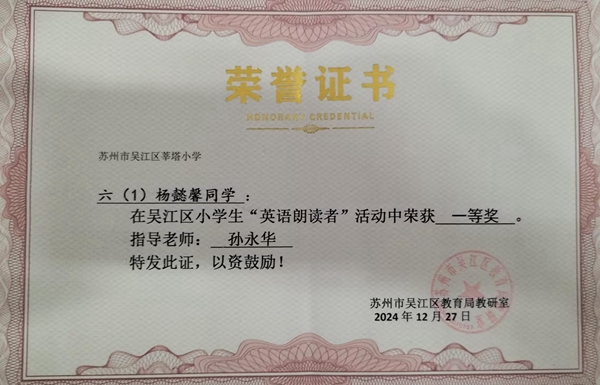 荣誉证书
HONORARY CREDENTIAL
苏州市吴江区莘塔小学
六（1）杨懿馨同学：
在吴江区小学生“英语朗读者”活动中荣获 一等奖 。
指导老师： 孙永华
特发此证，以资鼓励！
苏州市吴江区教育局教研室
2024年12月27日